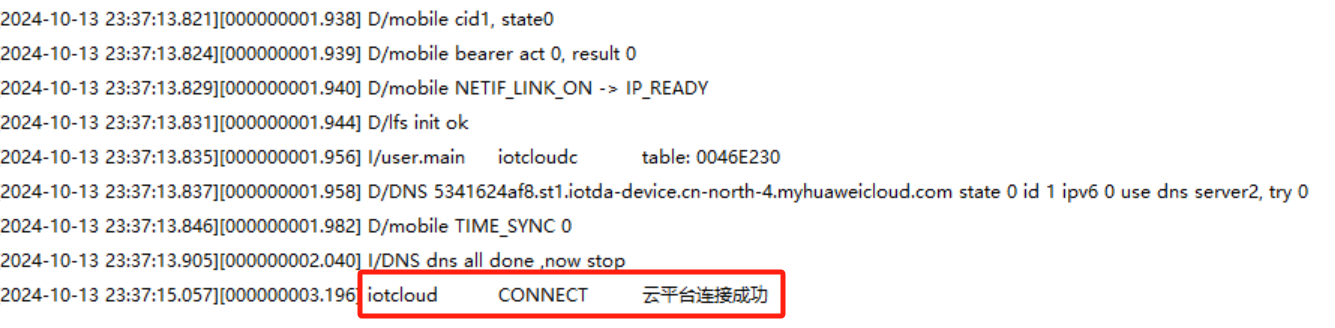 2024-10-13 23:37:13.821][000000001.938] D/mobile cid1, state0
2024-10-13 23:37:13.824][000000001.939] D/mobile bearer act 0, result 0
2024-10-13 23:37:13.829][000000001.940] D/mobile NETIF_LINK_ON -> IP_READY
2024-10-13 23:37:13.831][000000001.944] D/lfs init ok
2024-10-13 23:37:13.835][000000001.956] I/user.main iotcloudc table: 0046E230
2024-10-13 23:37:13.837][000000001.958] D/DNS 5341624af8.st1.iotda-device.cn-north-4.myhuaweicloud.com state 0 id 1 ipv6 0 use dns server2, try 0
2024-10-13 23:37:13.846][000000001.982] D/mobile TIME_SYNC 0
2024-10-13 23:37:13.905][000000002.040] I/DNS dns all done ,now stop
2024-10-13 23:37:15.057][000000003.196] iotcloud CONNECT 云平台连接成功